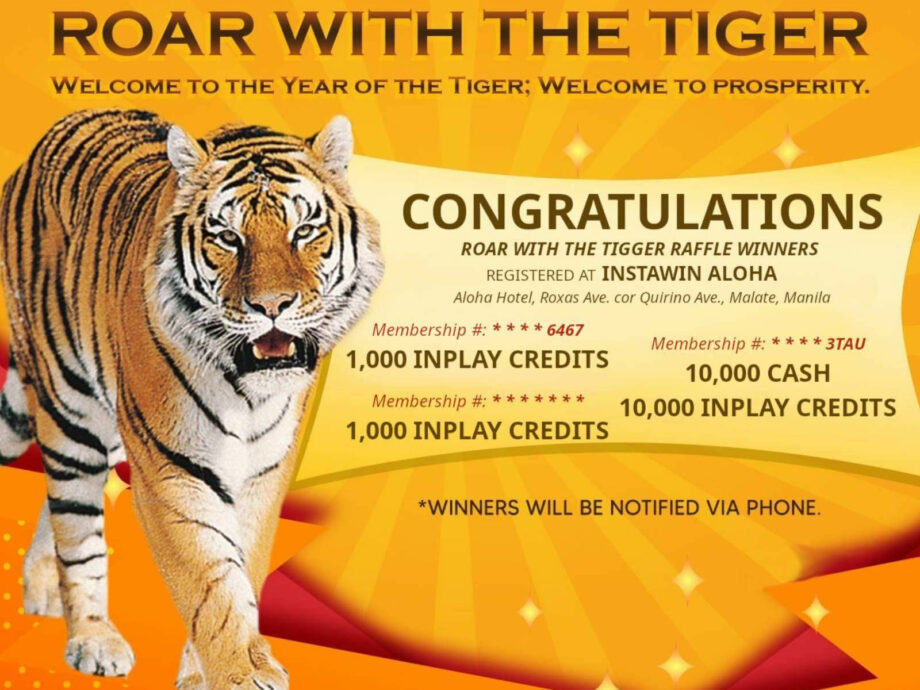 ROAR WITH THE TIGER
WELCOME TO THE YEAR OF THE TIGER; WELCOME TO PROSPERITY.
CONGRATULATIONS
ROAR WITH THE TIGGER RAFFLE WINNERS
REGISTERED AT INSTAWIN ALOHA
Aloha Hotel, Roxas Ave. cor Quirino Ave., Malate, Manila
Membership #: * * * * 6467
1,000 INPLAY CREDITS
Membership #: * * * * * * *
1,000 INPLAY CREDITS
Membership #: * * * * 3TAU
10,000 CASH
10,000 INPLAY CREDITS
*WINNERS WILL BE NOTIFIED VIA PHONE.